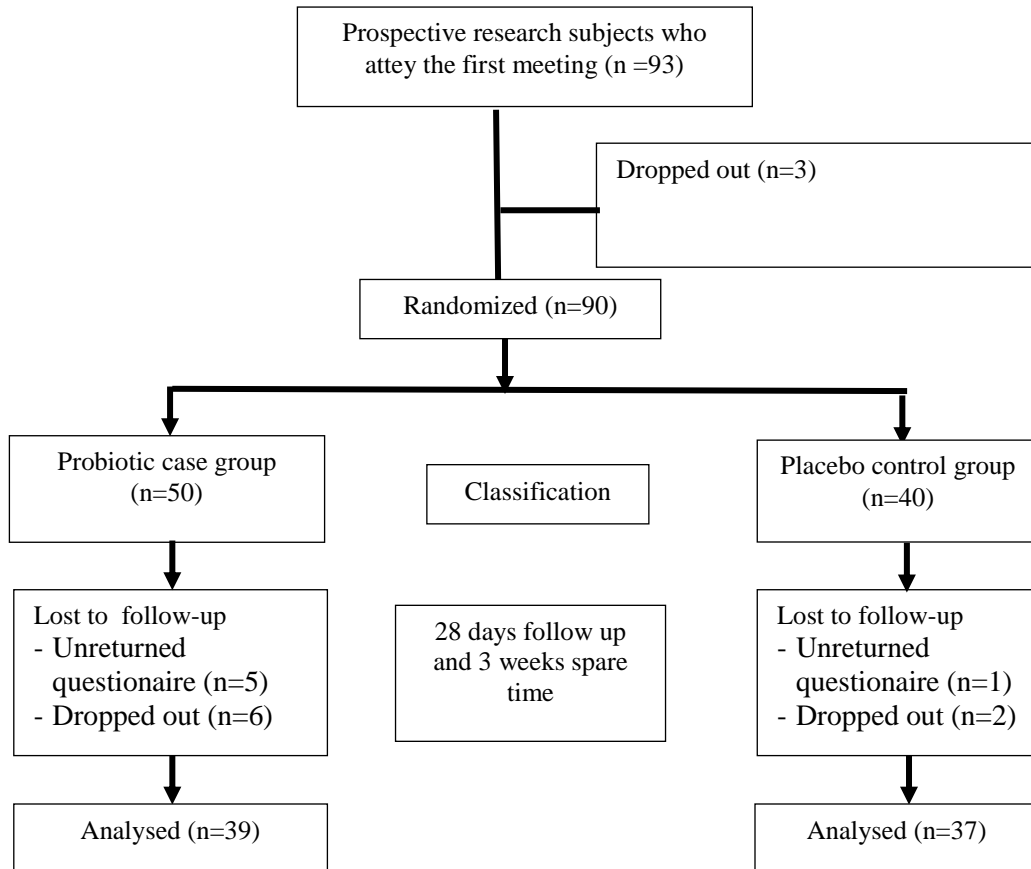 Prospective research subjects who
attey the first meeting (n =93)
Dropped out (n=3)
Randomized (n=90)
Probiotic case group
(n=50)
Classification
Placebo control group
(n=40)
Lost to  follow-up
- Unreturned
questionaire (n=5)
- Dropped out (n=6)
28 days follow up
and 3 weeks spare
time
Lost to follow-up
- Unreturned
questionaire (n=1)
- Dropped out (n=2)
Analysed (n=39)
Analysed (n=37)